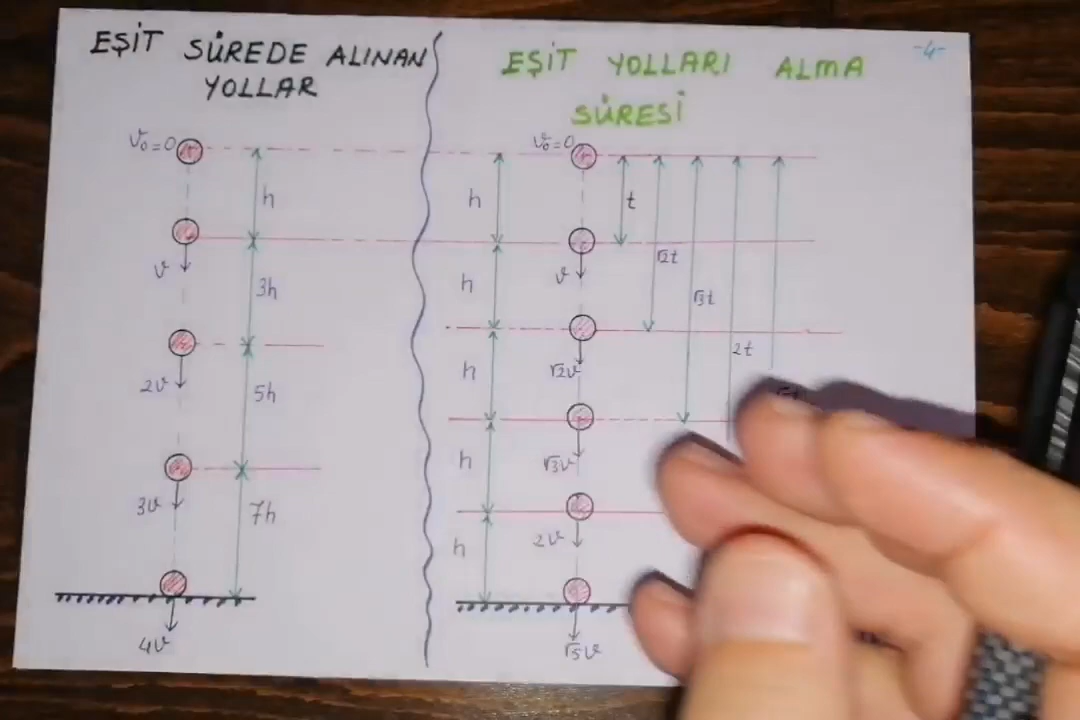 EŞİT SÜREDE ALINAN
YOLLAR
V₀=0
h
v
3h
2v
5h
3v
7h
4v
EŞİT YOLLARI ALMA
SÜRESİ
-4-
V₀=0
h
t
v
h
√2t
√2v
h
√3t
√3v
h
2t
2v
h
√5v